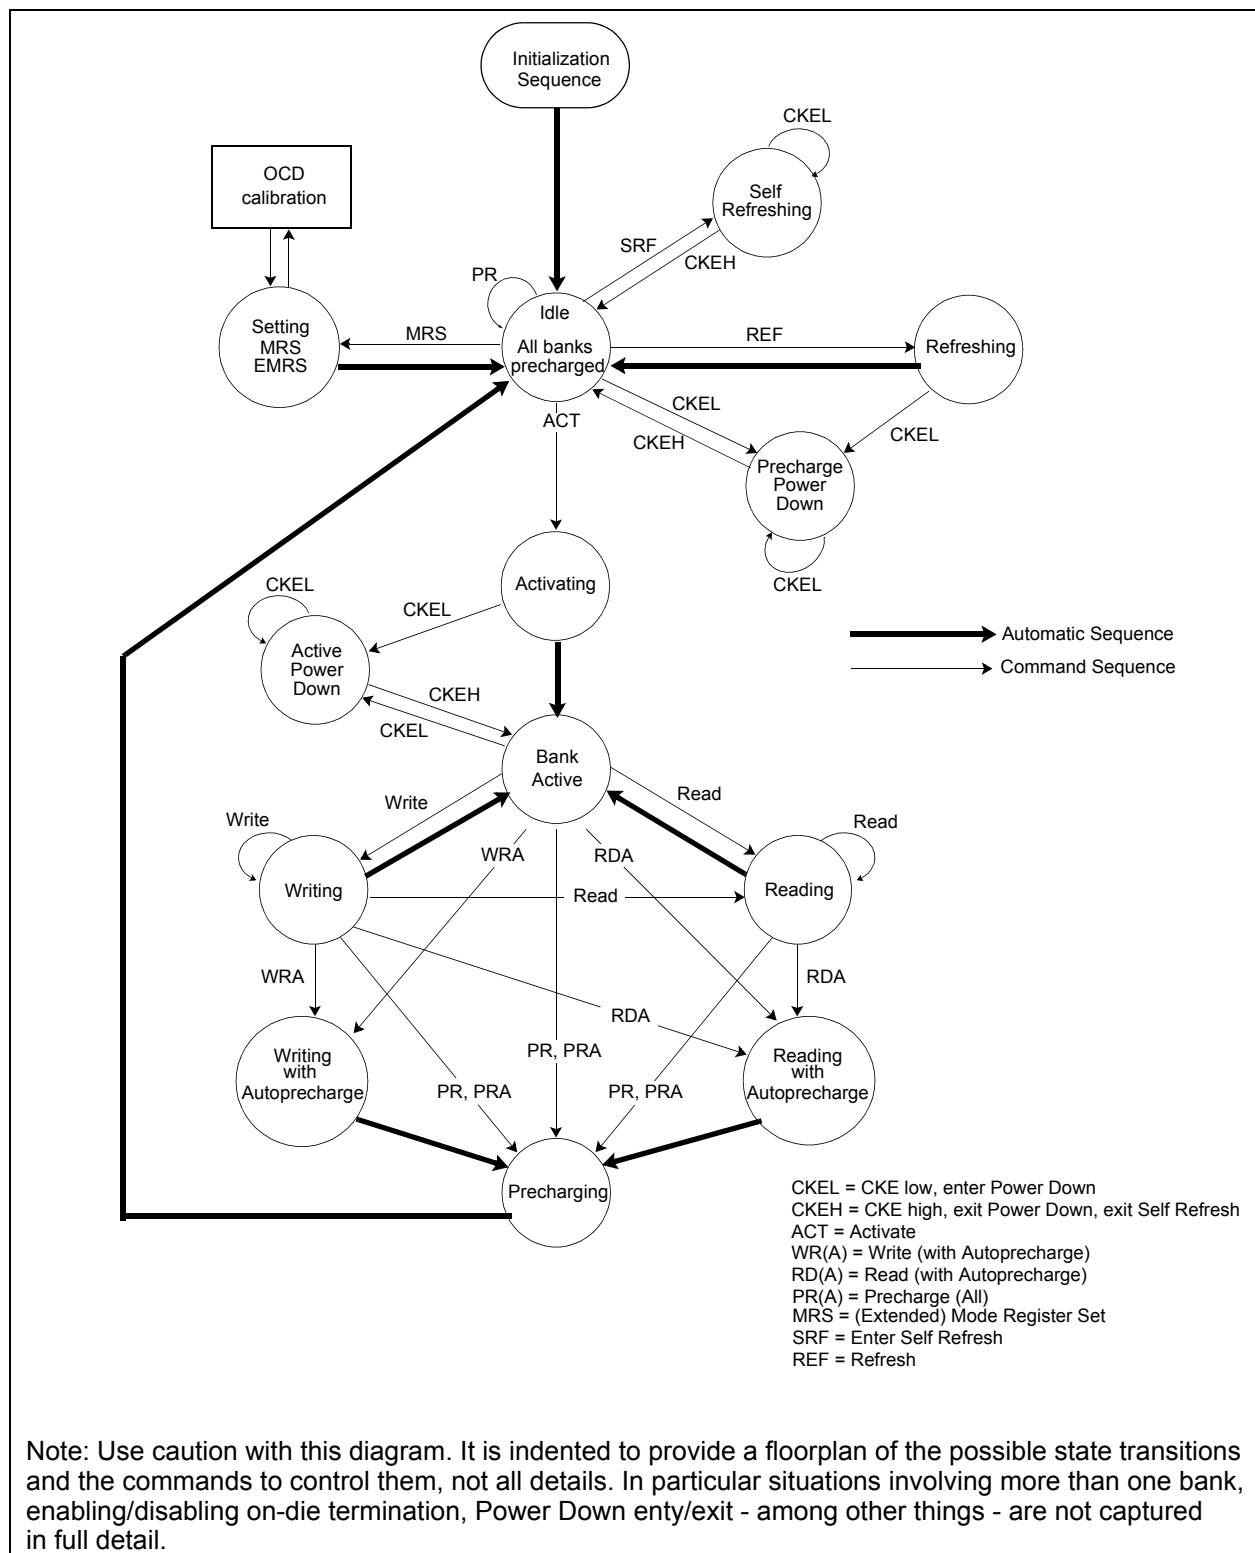 Initialization
Sequence
CKEL
OCD
calibration
Self
Refreshing
SRF
CKEH
PR
Idle
All banks
precharged
Setting
MRS
EMRS
MRS
REF
Refreshing
CKEL
CKEH
ACT
CKEL
Precharge
Power
Down
CKEL
Activating
CKEL
CKEL
Active
Power
Down
Automatic Sequence
Command Sequence
CKEH
CKEL
Bank
Active
Write
Read
Write
Read
WRA
RDA
Writing
Read
Reading
WRA
RDA
RDA
Writing
with
Autoprecharge
PR, PRA
Reading
with
Autoprecharge
PR, PRA
PR, PRA
Precharging
CKEL = CKE low, enter Power Down
CKEH = CKE high, exit Power Down, exit Self Refresh
ACT = Activate
WR(A) = Write (with Autoprecharge)
RD(A) = Read (with Autoprecharge)
PR(A) = Precharge (All)
MRS = (Extended) Mode Register Set
SRF = Enter Self Refresh
REF = Refresh
Note: Use caution with this diagram. It is indented to provide a floorplan of the possible state transitions
and the commands to control them, not all details. In particular situations involving more than one bank,
enabling/disabling on-die termination, Power Down enty/exit - among other things - are not captured
in full detail.